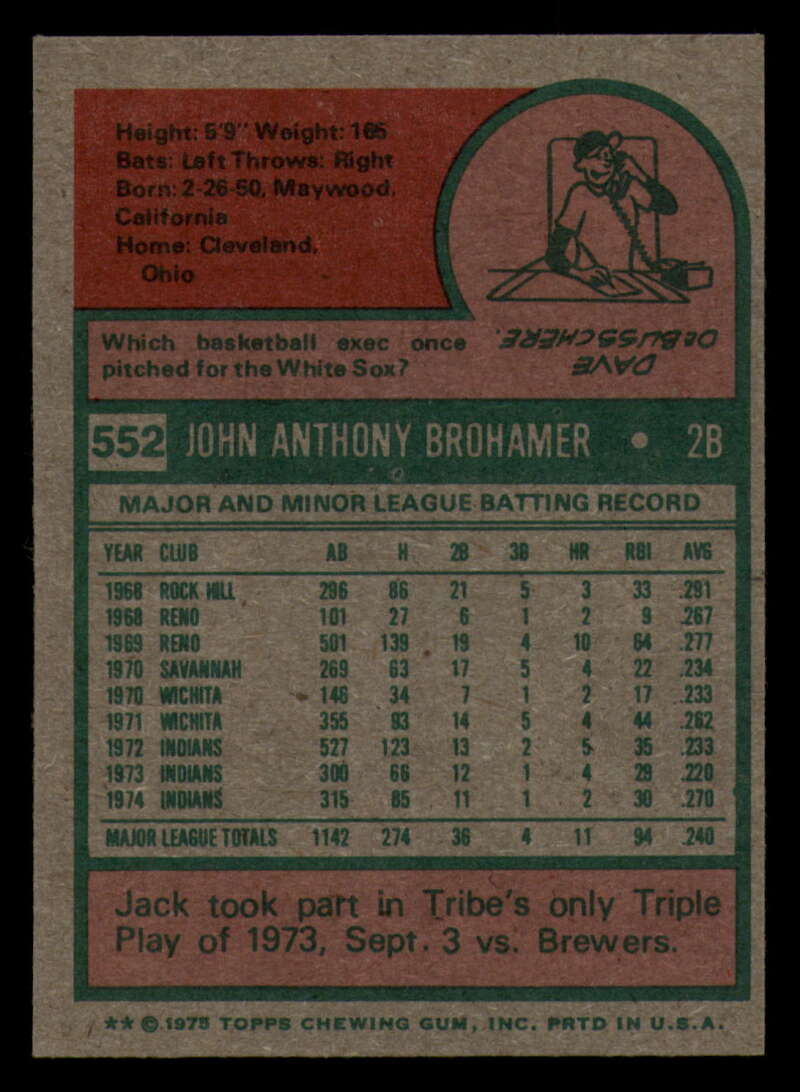 Height: 5'9" Weight: 165
Bats: Left Throws: Right
Born: 2-26-50, Maywood,
California
Home: Cleveland,
Ohio
Which basketball exec once
pitched for the White Sox?
DAVE
DeBUSSCHERE.
552 JOHN ANTHONY BROHAMER • 2B
MAJOR AND MINOR LEAGUE BATTING RECORD
YEAR CLUB AB H 2B 3B HR RBI AVG
1968 ROCK HILL 296 86 21 5 3 33 .291
1968 RENO 101 27 6 1 2 9 .267
1969 RENO 501 139 19 4 10 64 .277
1970 SAVANNAH 269 63 17 5 4 22 .234
1970 WICHITA 146 34 7 1 2 17 .233
1971 WICHITA 355 93 14 5 4 44 .262
1972 INDIANS 527 123 13 2 5 35 .233
1973 INDIANS 300 66 12 1 4 29 .220
1974 INDIANS 315 85 11 1 2 30 .270
MAJOR LEAGUE TOTALS 1142 274 36 4 11 94 .240
Jack took part in Tribe's only Triple
Play of 1973, Sept. 3 vs. Brewers.
** © 1975 TOPPS CHEWING GUM, INC. PRTD IN U.S.A.